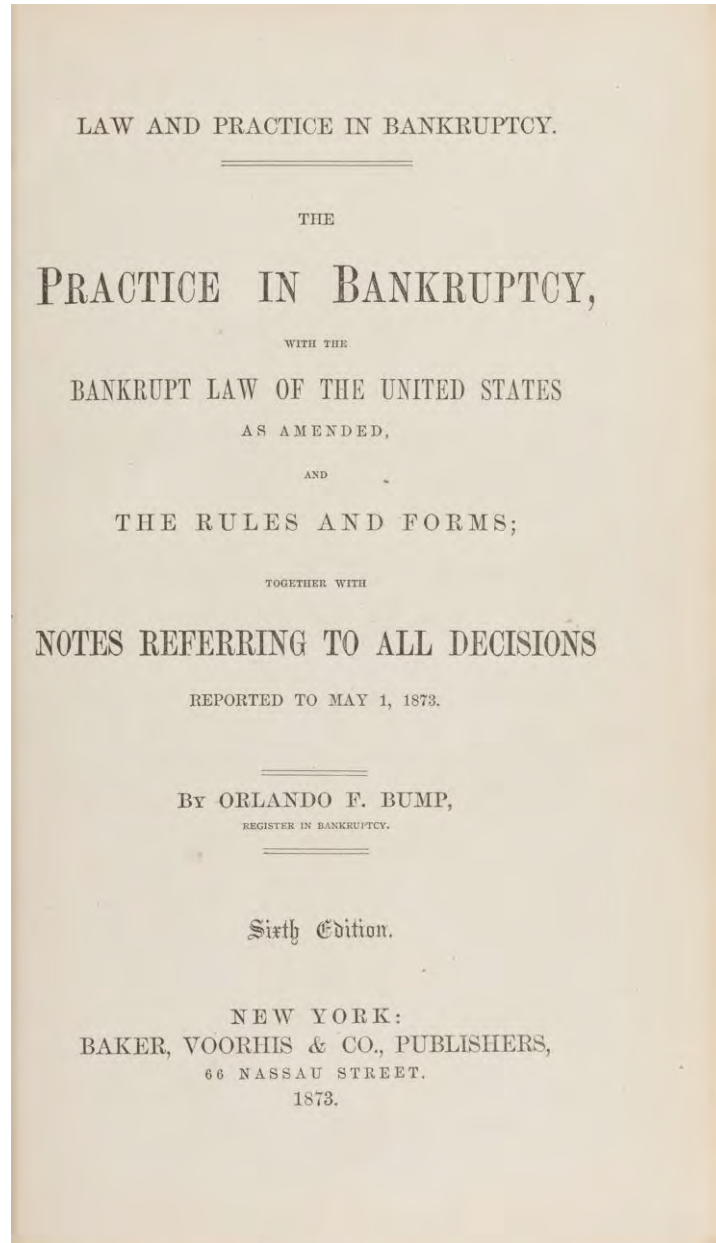 LAW AND PRACTICE IN BANKRUPTCY.
THE
PRACTICE IN BANKRUPTCY,
WITH THE
BANKRUPT LAW OF THE UNITED STATES
AS AMENDED,
AND
THE RULES AND FORMS;
TOGETHER WITH
NOTES REFERRING TO ALL DECISIONS
REPORTED TO MAY 1, 1873.
BY ORLANDO F. BUMP,
REGISTER IN BANKRUPTCY.
Sixth Edition.
NEW YORK:
BAKER, VOORHIS & CO., PUBLISHERS,
66 NASSAU STREET.
1873.